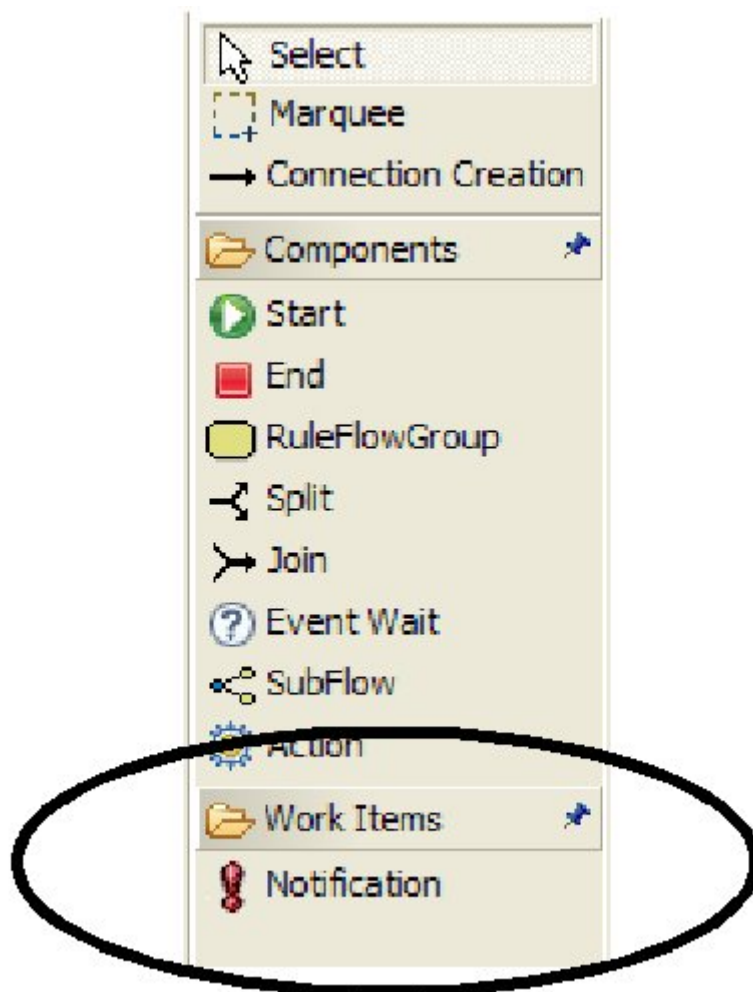 Select
Marquee
Connection Creation
Components
Start
End
RuleFlowGroup
Split
Join
Event Wait
SubFlow
Action
Work Items
Notification